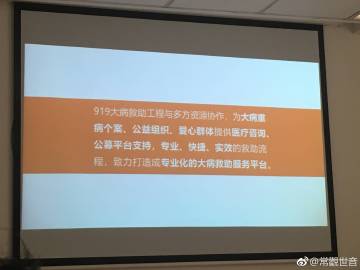 919大病救助工程与多方资源协作，为大病重
病个案、公益组织、爱心群体提供医疗咨询、
公募平台支持，专业、快捷、实效的救助流
程，致力打造成专业化的大病救助服务平台。
@常觀世音